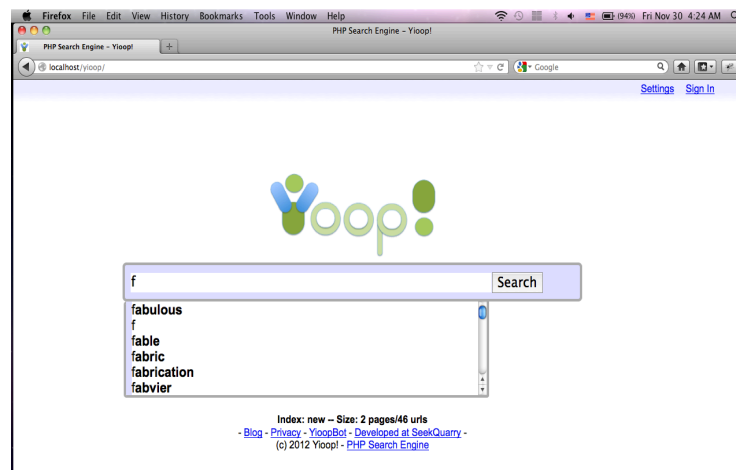 Firefox File Edit View History Bookmarks Tools Window Help (94%) Fri Nov 30 4:24 AM
PHP Search Engine – Yioop!
PHP Search Engine – Yioop! +
localhost/yioop/ Google
Settings Sign In
Yioop!
f Search
fabulous
f
fable
fabric
fabrication
fabvier
Index: new -- Size: 2 pages/46 urls
- Blog - Privacy - YioopBot - Developed at SeekQuarry -
(c) 2012 Yioop! - PHP Search Engine